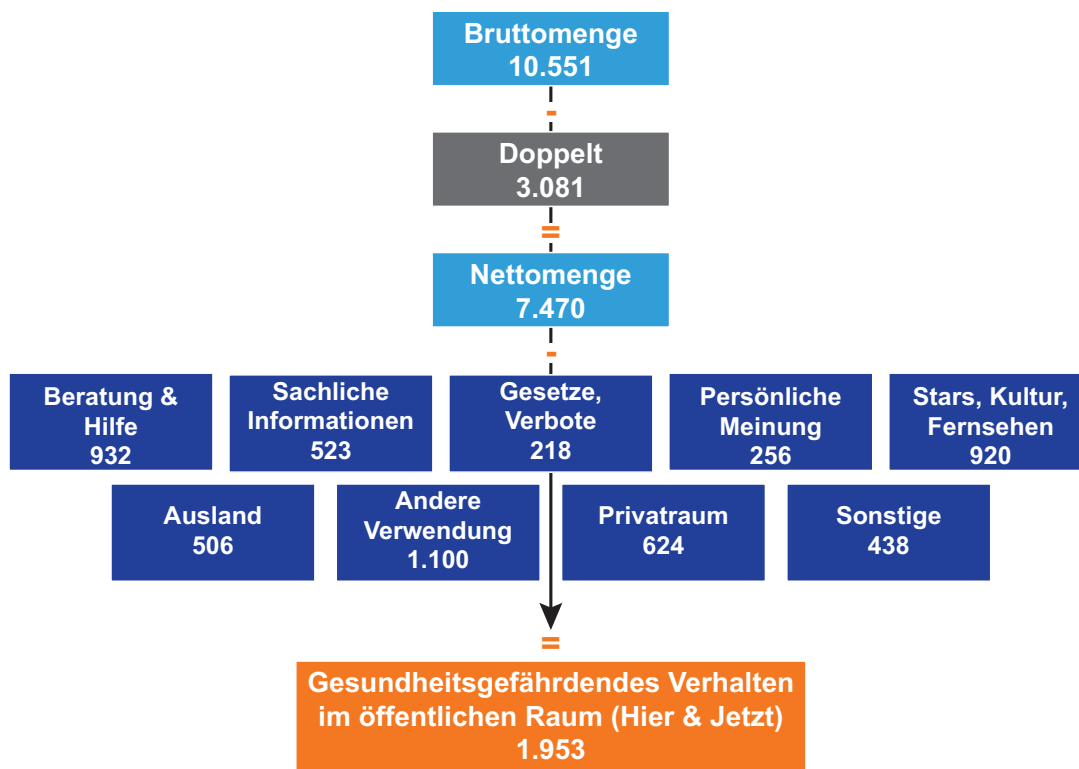 Bruttomenge
10.551
-
Doppelt
3.081
=
Nettomenge
7.470
-
Beratung &
Hilfe
932
Sachliche
Informationen
523
Gesetze,
Verbote
218
Persönliche
Meinung
256
Stars, Kultur,
Fernsehen
920
Ausland
506
Andere
Verwendung
1.100
Privatraum
624
Sonstige
438
=
Gesundheitsgefährdendes Verhalten
im öffentlichen Raum (Hier & Jetzt)
1.953